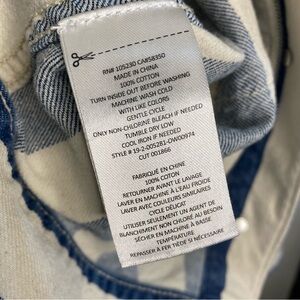 RN# 105230 CA#58350
MADE IN CHINA
100% COTTON
TURN INSIDE OUT BEFORE WASHING
MACHINE WASH COLD
WITH LIKE COLORS
GENTLE CYCLE
ONLY NON-CHLORINE BLEACH IF NEEDED
TUMBLE DRY LOW
COOL IRON IF NEEDED
STYLE # 19-2-005281-DW00974
CUT 001866
FABRIQUÉ EN CHINE
100% COTON
RETOURNER AVANT LE LAVAGE
LAVER EN MACHINE À L'EAU FROIDE
LAVER AVEC COULEURS SIMILAIRES
CYCLE DÉLICAT
UTILISER SEULEMENT UN AGENT DE
BLANCHIMENT NON CHLORÉ AU BESOIN
SÉCHER EN MACHINE À BASSE
TEMPÉRATURE
REPASSER À FER TIÈDE SI NÉCESSAIRE